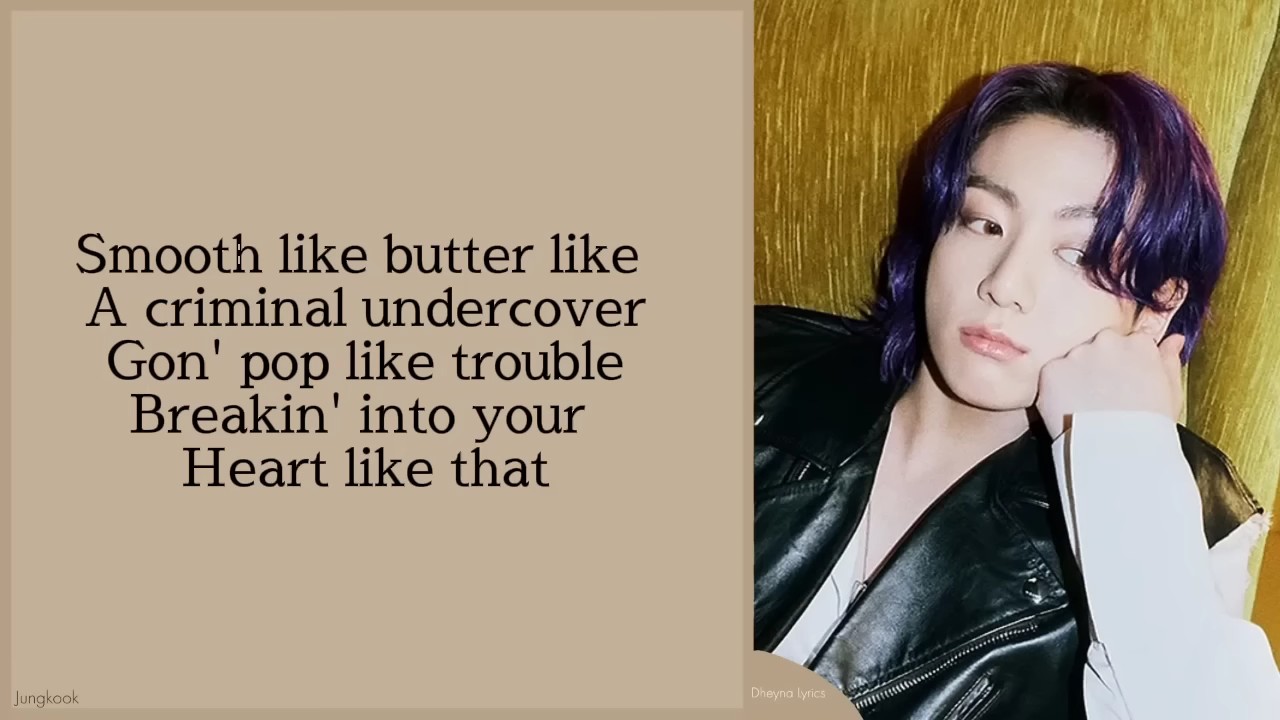 Smooth like butter like
A criminal undercover
Gon' pop like trouble
Breakin' into your
Heart like that
Jungkook
Dheyna lyrics